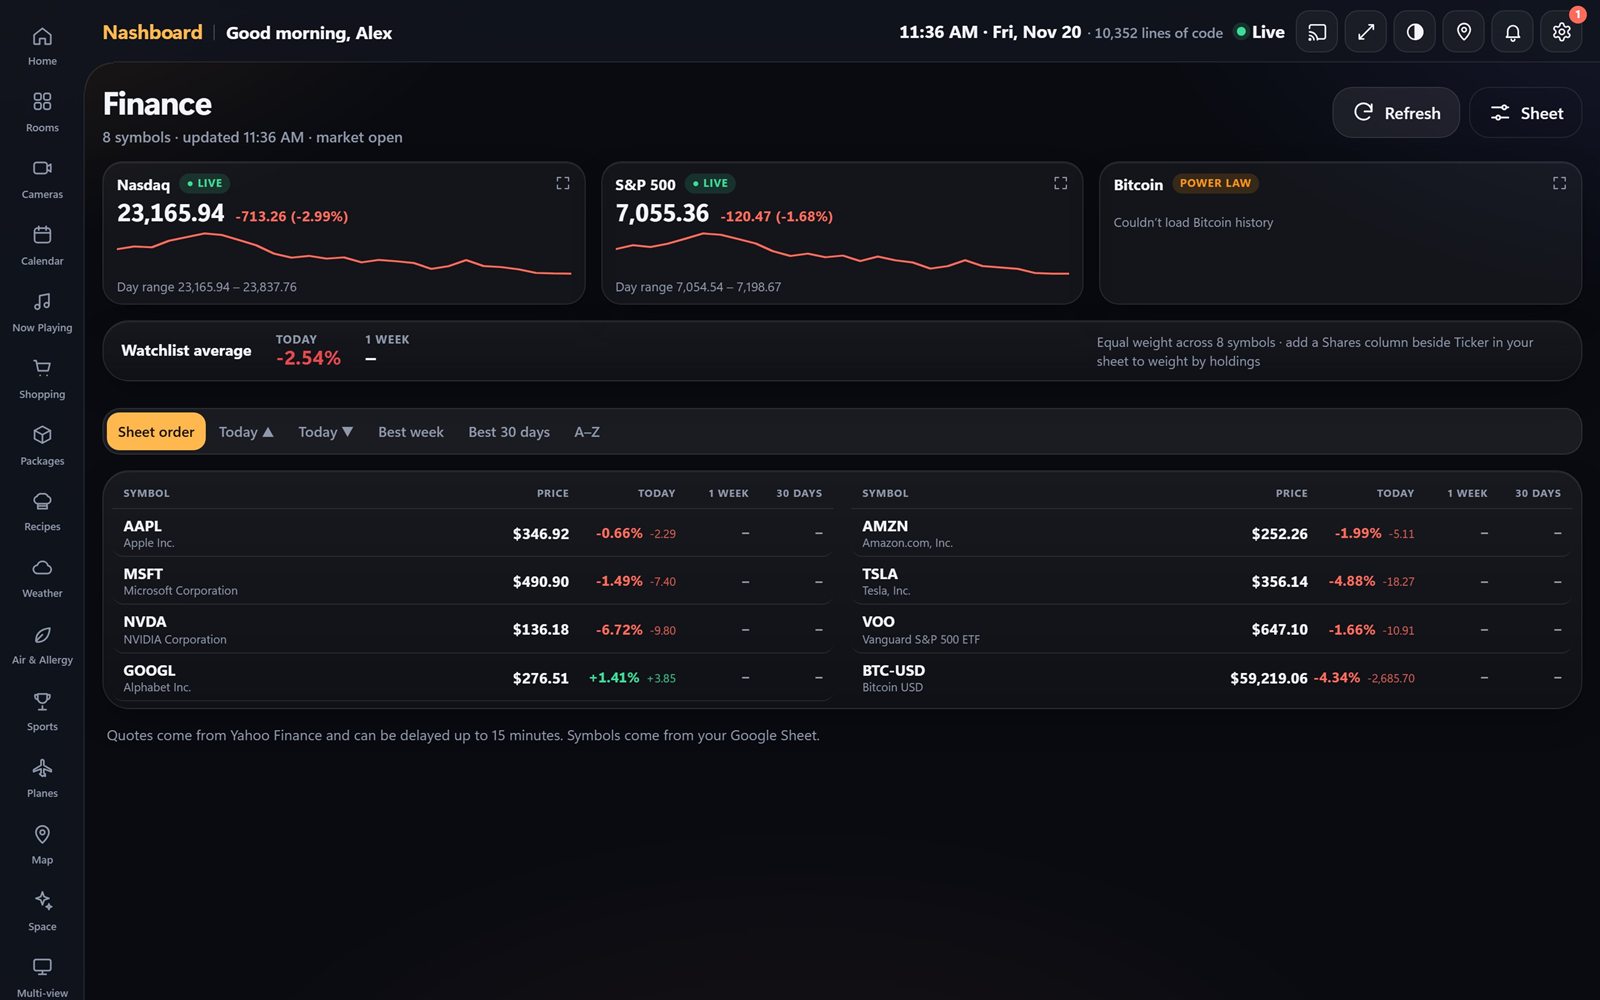 Nashboard
Good morning, Alex
11:36 AM · Fri, Nov 20 · 10,352 lines of code
Live
1
Home
Rooms
Cameras
Calendar
Now Playing
Shopping
Packages
Recipes
Weather
Air & Allergy
Sports
Planes
Map
Space
Multi-view
Finance
8 symbols · updated 11:36 AM · market open
Refresh
Sheet
Nasdaq
• LIVE
23,165.94 -713.26 (-2.99%)
Day range 23,165.94 – 23,837.76
S&P 500
• LIVE
7,055.36 -120.47 (-1.68%)
Day range 7,054.54 – 7,198.67
Bitcoin
POWER LAW
Couldn't load Bitcoin history
Watchlist average
TODAY
-2.54%
1 WEEK
–
Equal weight across 8 symbols · add a Shares column beside Ticker in your
sheet to weight by holdings
Sheet order
Today ▲
Today ▼
Best week
Best 30 days
A–Z
SYMBOL PRICE TODAY 1 WEEK 30 DAYS
AAPL
Apple Inc.
$346.92 -0.66% -2.29 – –
MSFT
Microsoft Corporation
$490.90 -1.49% -7.40 – –
NVDA
NVIDIA Corporation
$136.18 -6.72% -9.80 – –
GOOGL
Alphabet Inc.
$276.51 +1.41% +3.85 – –
SYMBOL PRICE TODAY 1 WEEK 30 DAYS
AMZN
Amazon.com, Inc.
$252.26 -1.99% -5.11 – –
TSLA
Tesla, Inc.
$356.14 -4.88% -18.27 – –
VOO
Vanguard S&P 500 ETF
$647.10 -1.66% -10.91 – –
BTC-USD
Bitcoin USD
$59,219.06 -4.34% -2,685.70 – –
Quotes come from Yahoo Finance and can be delayed up to 15 minutes. Symbols come from your Google Sheet.